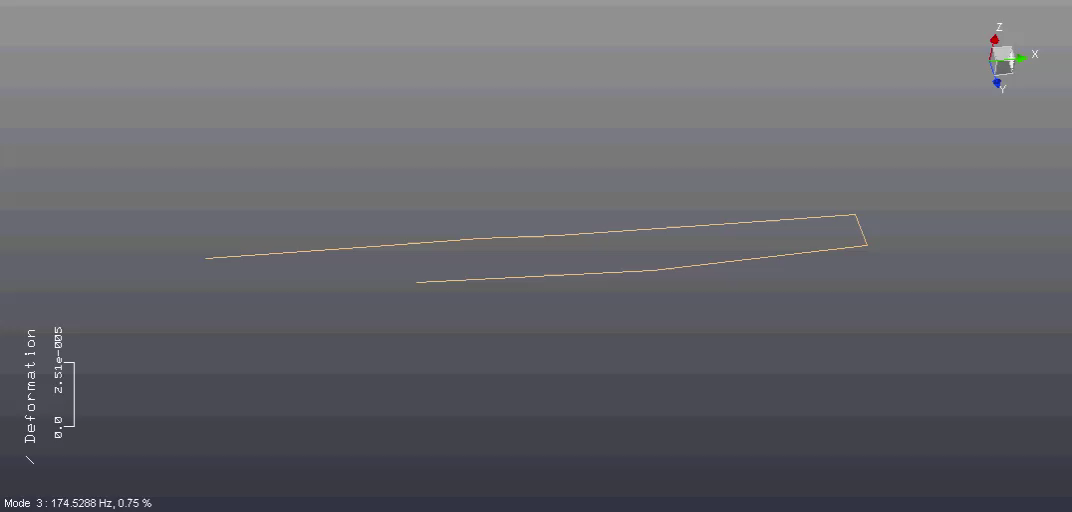 Z
X
Y
/ Deformation
0.0 2.51e-005
Mode 3 : 174.5288 Hz, 0.75 %